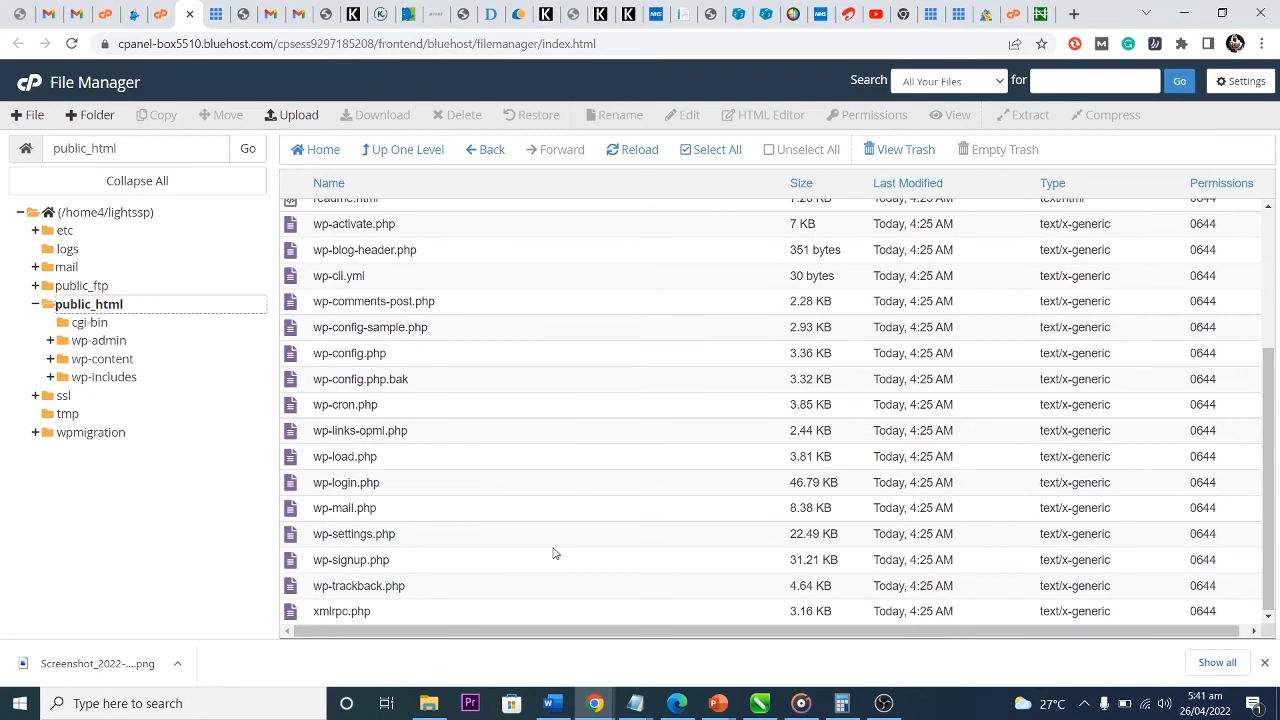 cpanel-box5510.bluehost.com/cpsess9297185208/frontend/bluehost/filemanager/index.html
cP File Manager
Search All Your Files for Go Settings
File Folder Copy Move Upload Download Delete Restore Rename Edit HTML Editor Permissions View Extract Compress
public_html Go
Home Up One Level Back Forward Reload Select All Unselect All View Trash Empty Trash
Collapse All
(/home4/lightssp)
etc
logs
mail
public_ftp
public_html
cgi-bin
wp-admin
wp-content
wp-includes
ssl
tmp
wpmigration
Name Size Last Modified Type Permissions
readme.html 7.23 KB Today, 4:25 AM text/html 0644
wp-activate.php 7 KB Today, 4:25 AM text/x-generic 0644
wp-blog-header.php 351 bytes Today, 4:25 AM text/x-generic 0644
wp-cli.yml 30 bytes Today, 4:25 AM text/x-generic 0644
wp-comments-post.php 2.28 KB Today, 4:25 AM text/x-generic 0644
wp-config-sample.php 2.93 KB Today, 4:25 AM text/x-generic 0644
wp-config.php 3.36 KB Today, 4:25 AM text/x-generic 0644
wp-config.php.bak 3.32 KB Today, 4:25 AM text/x-generic 0644
wp-cron.php 3.85 KB Today, 4:25 AM text/x-generic 0644
wp-links-opml.php 2.44 KB Today, 4:25 AM text/x-generic 0644
wp-load.php 3.81 KB Today, 4:25 AM text/x-generic 0644
wp-login.php 46.79 KB Today, 4:25 AM text/x-generic 0644
wp-mail.php 8.38 KB Today, 4:25 AM text/x-generic 0644
wp-settings.php 22.49 KB Today, 4:25 AM text/x-generic 0644
wp-signup.php 31.21 KB Today, 4:25 AM text/x-generic 0644
wp-trackback.php 4.64 KB Today, 4:25 AM text/x-generic 0644
xmlrpc.php 3.16 KB Today, 4:25 AM text/x-generic 0644
Screenshot_2022-....png
Show all
Type here to search
27°C
5:41 am
26/04/2022